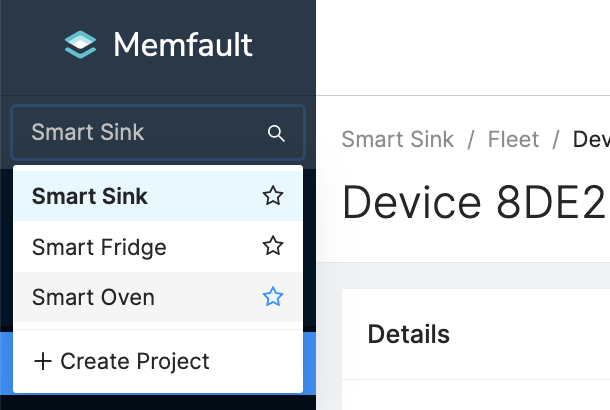 Memfault
Smart Sink
Smart Sink
Smart Fridge
Smart Oven
+ Create Project
Smart Sink / Fleet / Dev
Device 8DE2
Details